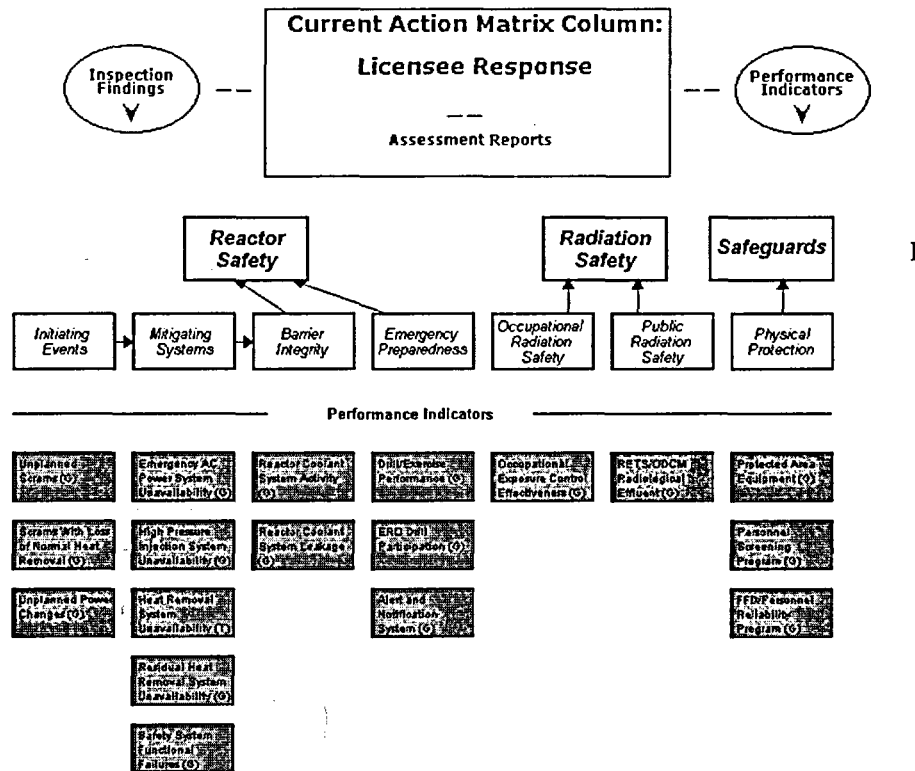 Current Action Matrix Column:
Licensee Response
Assessment Reports
Inspection
Findings
Performance
Indicators
Reactor
Safety
Radiation
Safety
Safeguards
Initiating
Events
Mitigating
Systems
Barrier
Integrity
Emergency
Preparedness
Occupational
Radiation
Safety
Public
Radiation
Safety
Physical
Protection
Performance Indicators
Unplanned
Scrams (G)
Emergency AC
Power System
Unavailability (G)
Reactor Coolant
System Activity (G)
Drill/Exercise
Performance (G)
Occupational
Exposure Control
Effectiveness (G)
RETS/ODCM
Radiological
Effluent (G)
Protected Area
Equipment (G)
Scrams With Loss
of Normal Heat
Removal (G)
High Pressure
Injection System
Unavailability (G)
Reactor Coolant
System Leakage
(G)
ERO Drill
Participation (G)
Personnel
Screening
Program (G)
Unplanned Power
Changes (G)
Heat Removal
System
Unavailability (T)
Alert and
Notification
System (G)
FFD/Personnel
Reliability
Program (G)
Residual Heat
Removal System
Unavailability (G)
Safety System
Functional
Failures (G)